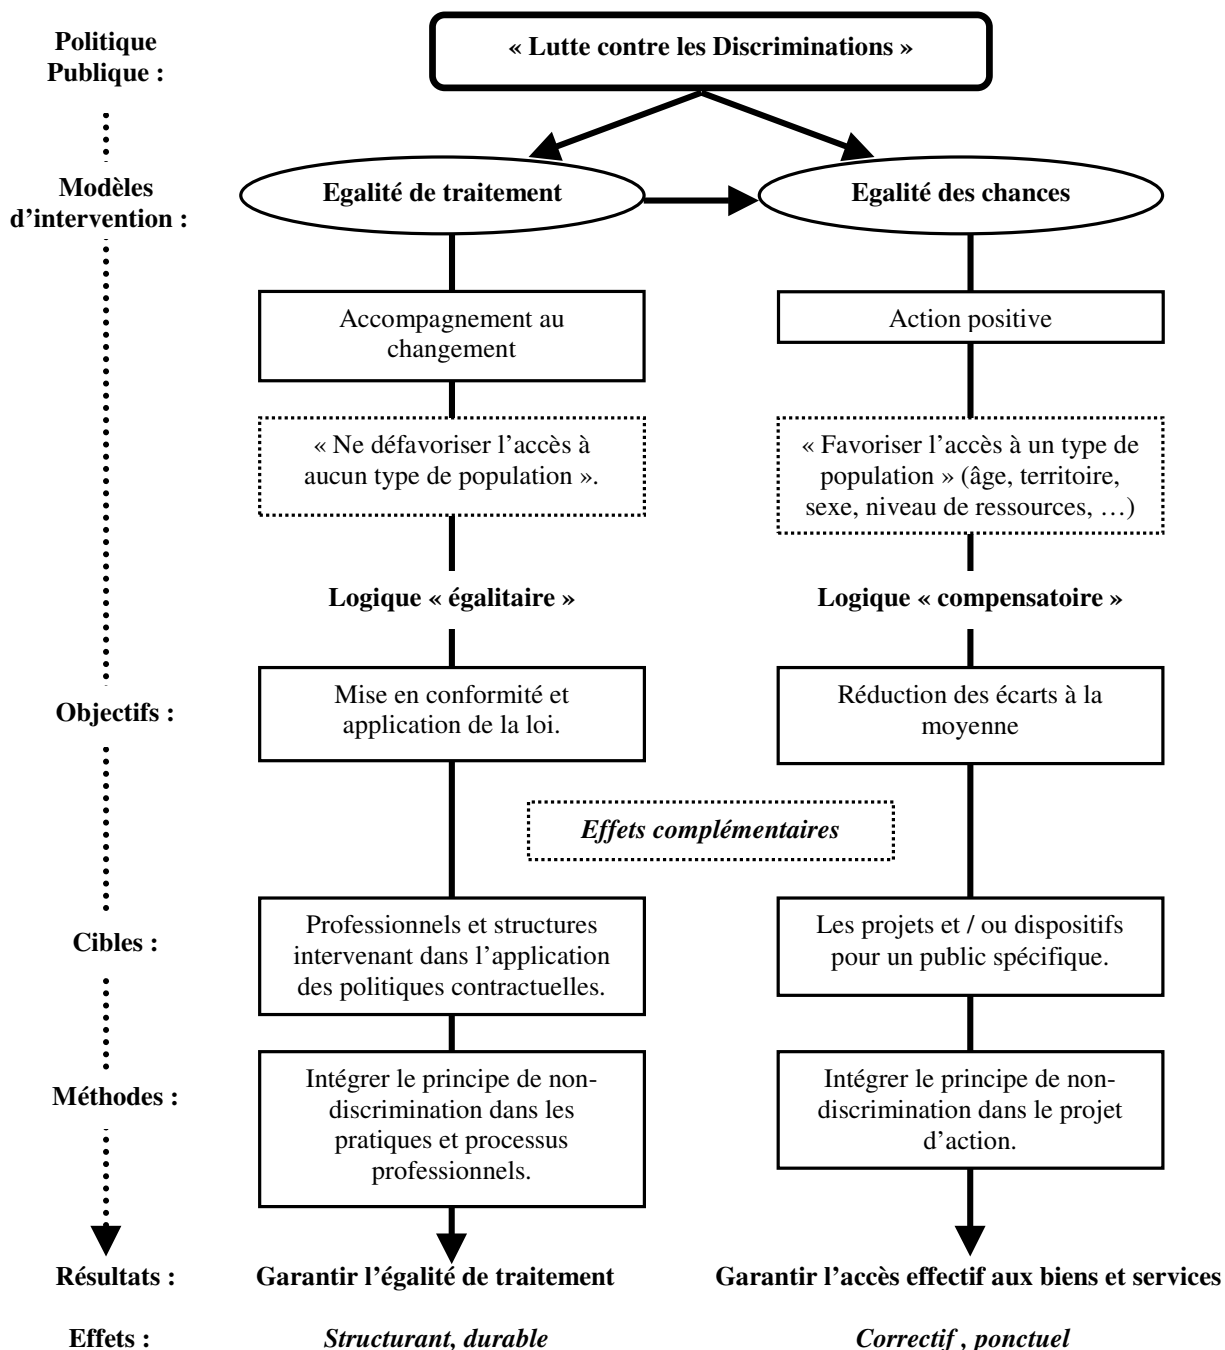 Politique
Publique :
« Lutte contre les Discriminations »
Modèles
d’intervention :
Egalité de traitement
Egalité des chances
Accompagnement au
changement
Action positive
« Ne défavoriser l’accès à
aucun type de population ».
« Favoriser l’accès à un type de
population » (âge, territoire,
sexe, niveau de ressources, …)
Logique « égalitaire »
Logique « compensatoire »
Objectifs :
Mise en conformité et
application de la loi.
Réduction des écarts à la
moyenne
Effets complémentaires
Cibles :
Professionnels et structures
intervenant dans l’application
des politiques contractuelles.
Les projets et / ou dispositifs
pour un public spécifique.
Méthodes :
Intégrer le principe de non-
discrimination dans les
pratiques et processus
professionnels.
Intégrer le principe de non-
discrimination dans le projet
d’action.
Résultats :
Garantir l’égalité de traitement
Garantir l’accès effectif aux biens et services
Effets :
Structurant, durable
Correctif , ponctuel